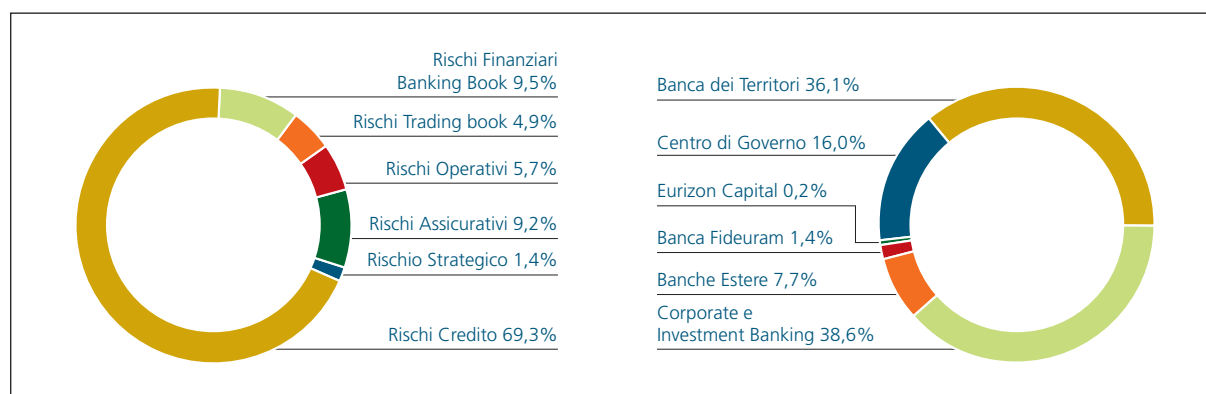 Rischi Finanziari
Banking Book 9,5%
Rischi Trading book 4,9%
Rischi Operativi 5,7%
Rischi Assicurativi 9,2%
Rischio Strategico 1,4%
Rischi Credito 69,3%
Banca dei Territori 36,1%
Centro di Governo 16,0%
Eurizon Capital 0,2%
Banca Fideuram 1,4%
Banche Estere 7,7%
Corporate e
Investment Banking 38,6%